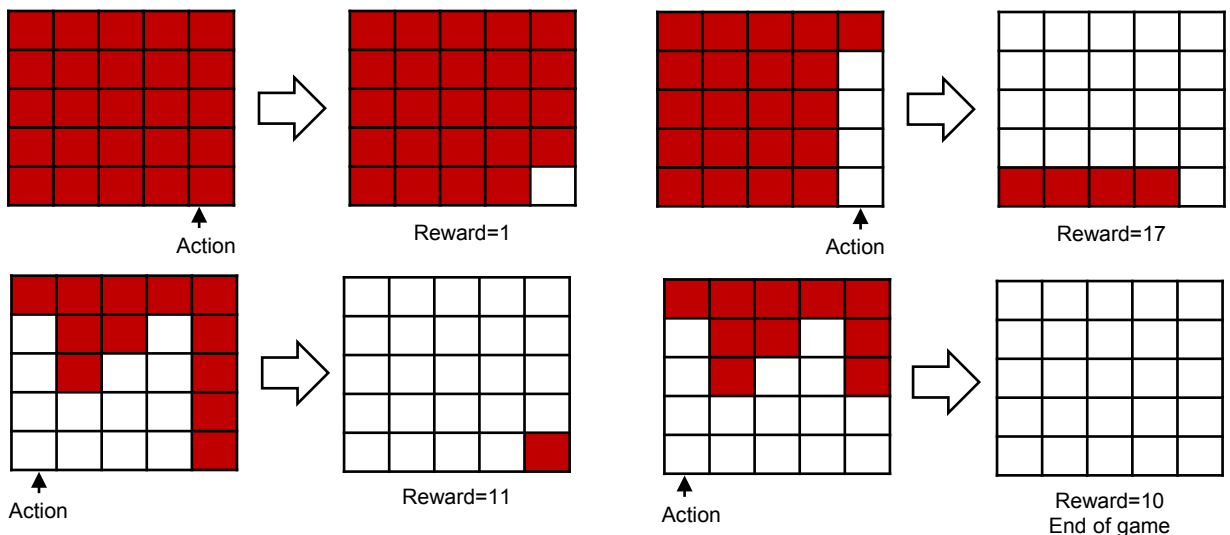 Action
Reward=1
Action
Reward=17
Action
Reward=11
Action
Reward=10
End of game